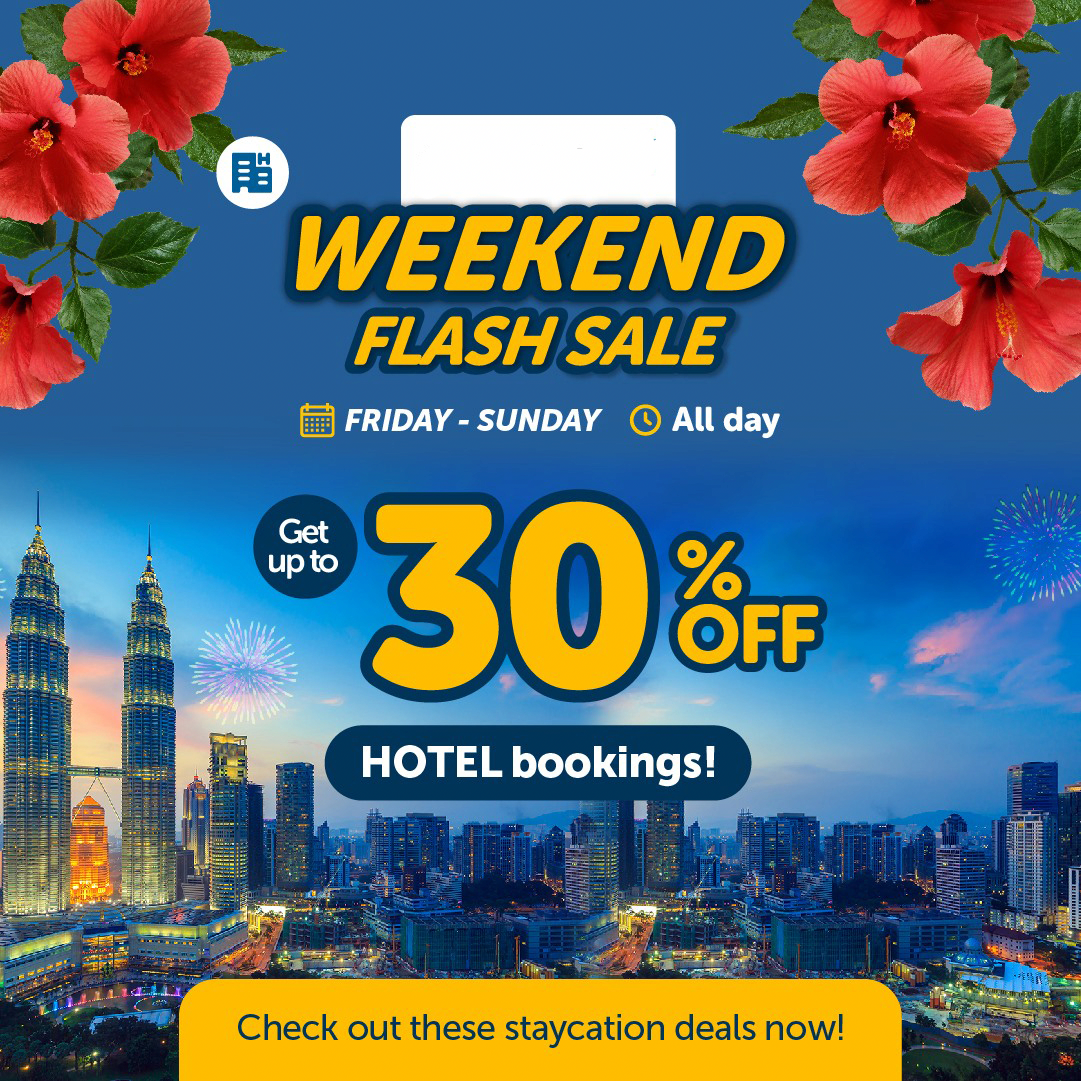 H
WEEKEND
FLASH SALE
FRIDAY - SUNDAY All day
Get
up to
30%
OFF
HOTEL bookings!
Check out these staycation deals now!